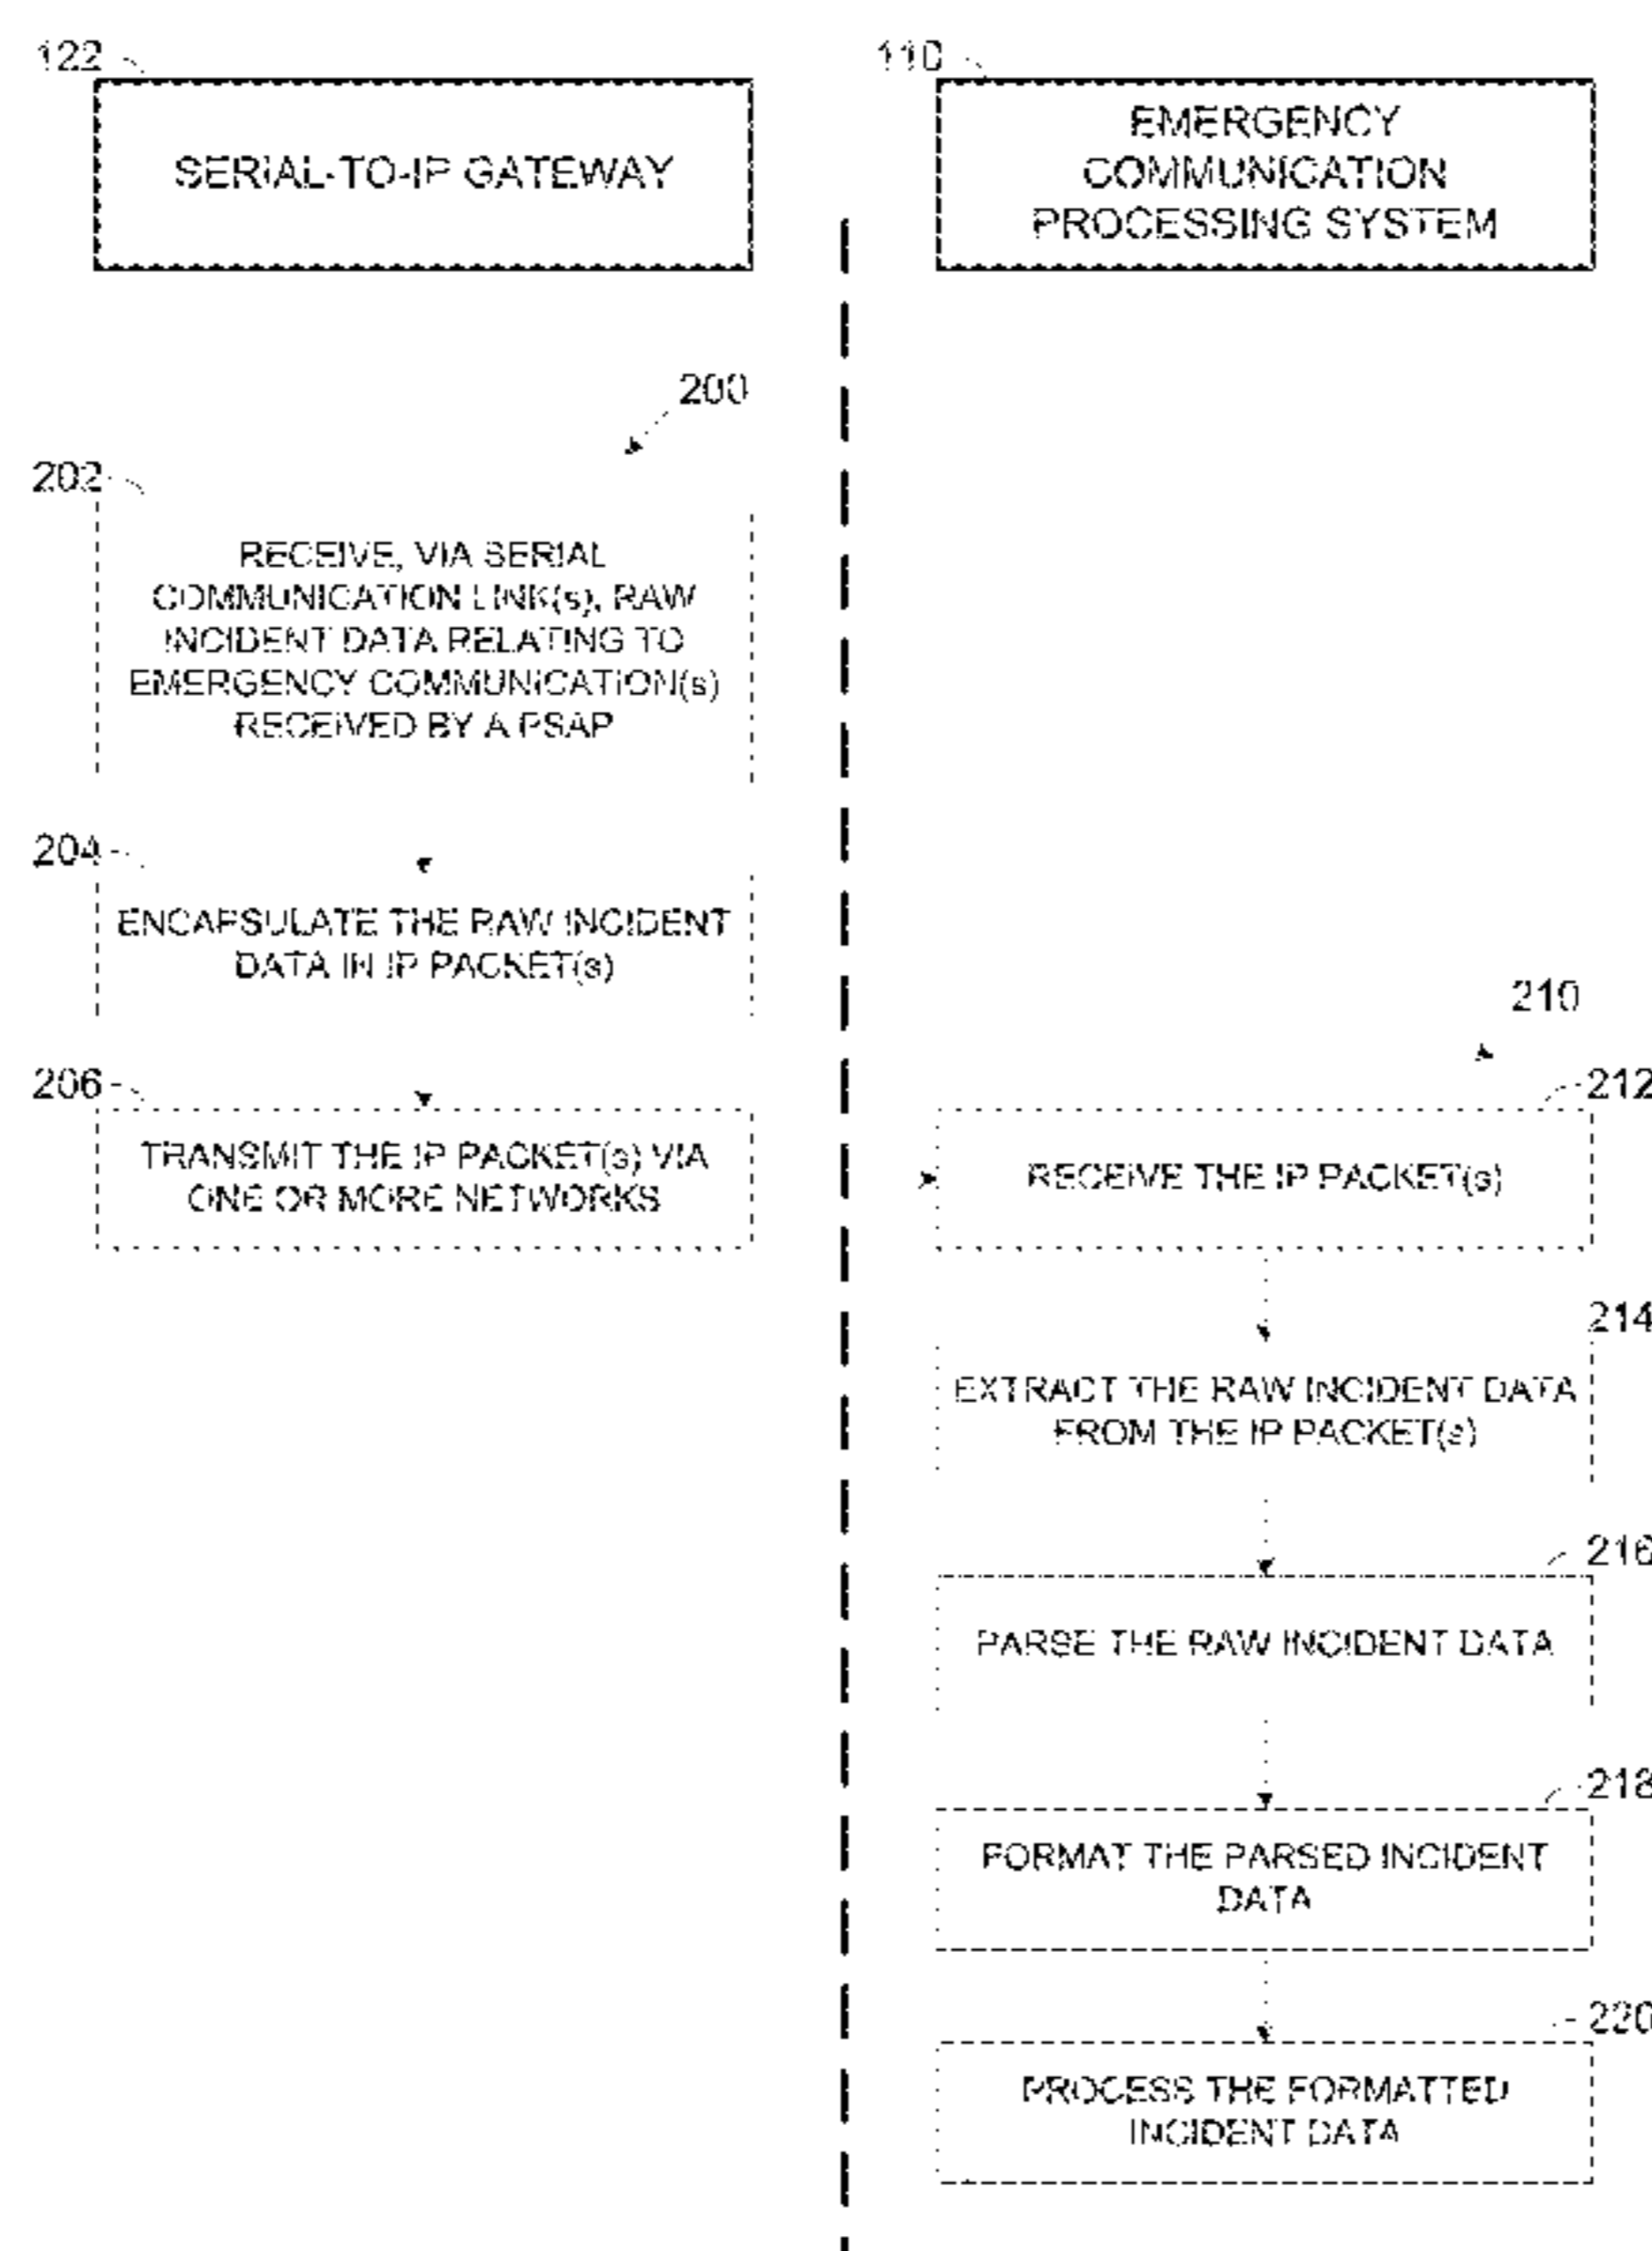 122
SERIAL-TO-IP GATEWAY
110
EMERGENCY
COMMUNICATION
PROCESSING SYSTEM
200
202
RECEIVE, VIA SERIAL
COMMUNICATION LINK(s), RAW
INCIDENT DATA RELATING TO
EMERGENCY COMMUNICATION(s)
RECEIVED BY A PSAP
204
ENCAPSULATE THE RAW INCIDENT
DATA IN IP PACKET(s)
206
TRANSMIT THE IP PACKET(s) VIA
ONE OR MORE NETWORKS
210
212
RECEIVE THE IP PACKET(s)
214
EXTRACT THE RAW INCIDENT DATA
FROM THE IP PACKET(s)
216
PARSE THE RAW INCIDENT DATA
218
FORMAT THE PARSED INCIDENT
DATA
220
PROCESS THE FORMATTED
INCIDENT DATA